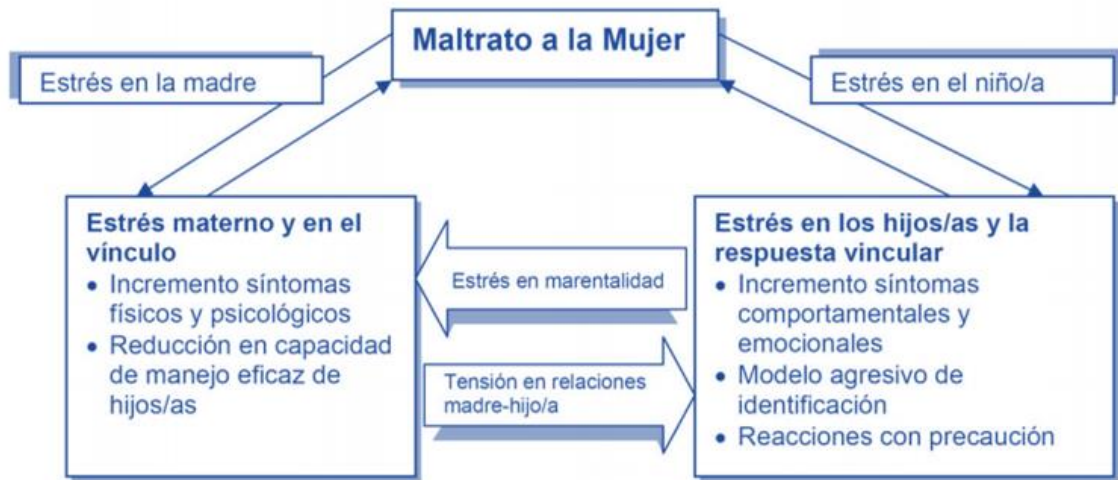 Maltrato a la Mujer
Estrés en la madre
Estrés en el niño/a
Estrés materno y en el
vínculo
• Incremento síntomas
físicos y psicológicos
• Reducción en capacidad
de manejo eficaz de
hijos/as
Estrés en marentalidad
Tensión en relaciones
madre-hijo/a
Estrés en los hijos/as y la
respuesta vincular
• Incremento síntomas
comportamentales y
emocionales
• Modelo agresivo de
identificación
• Reacciones con precaución